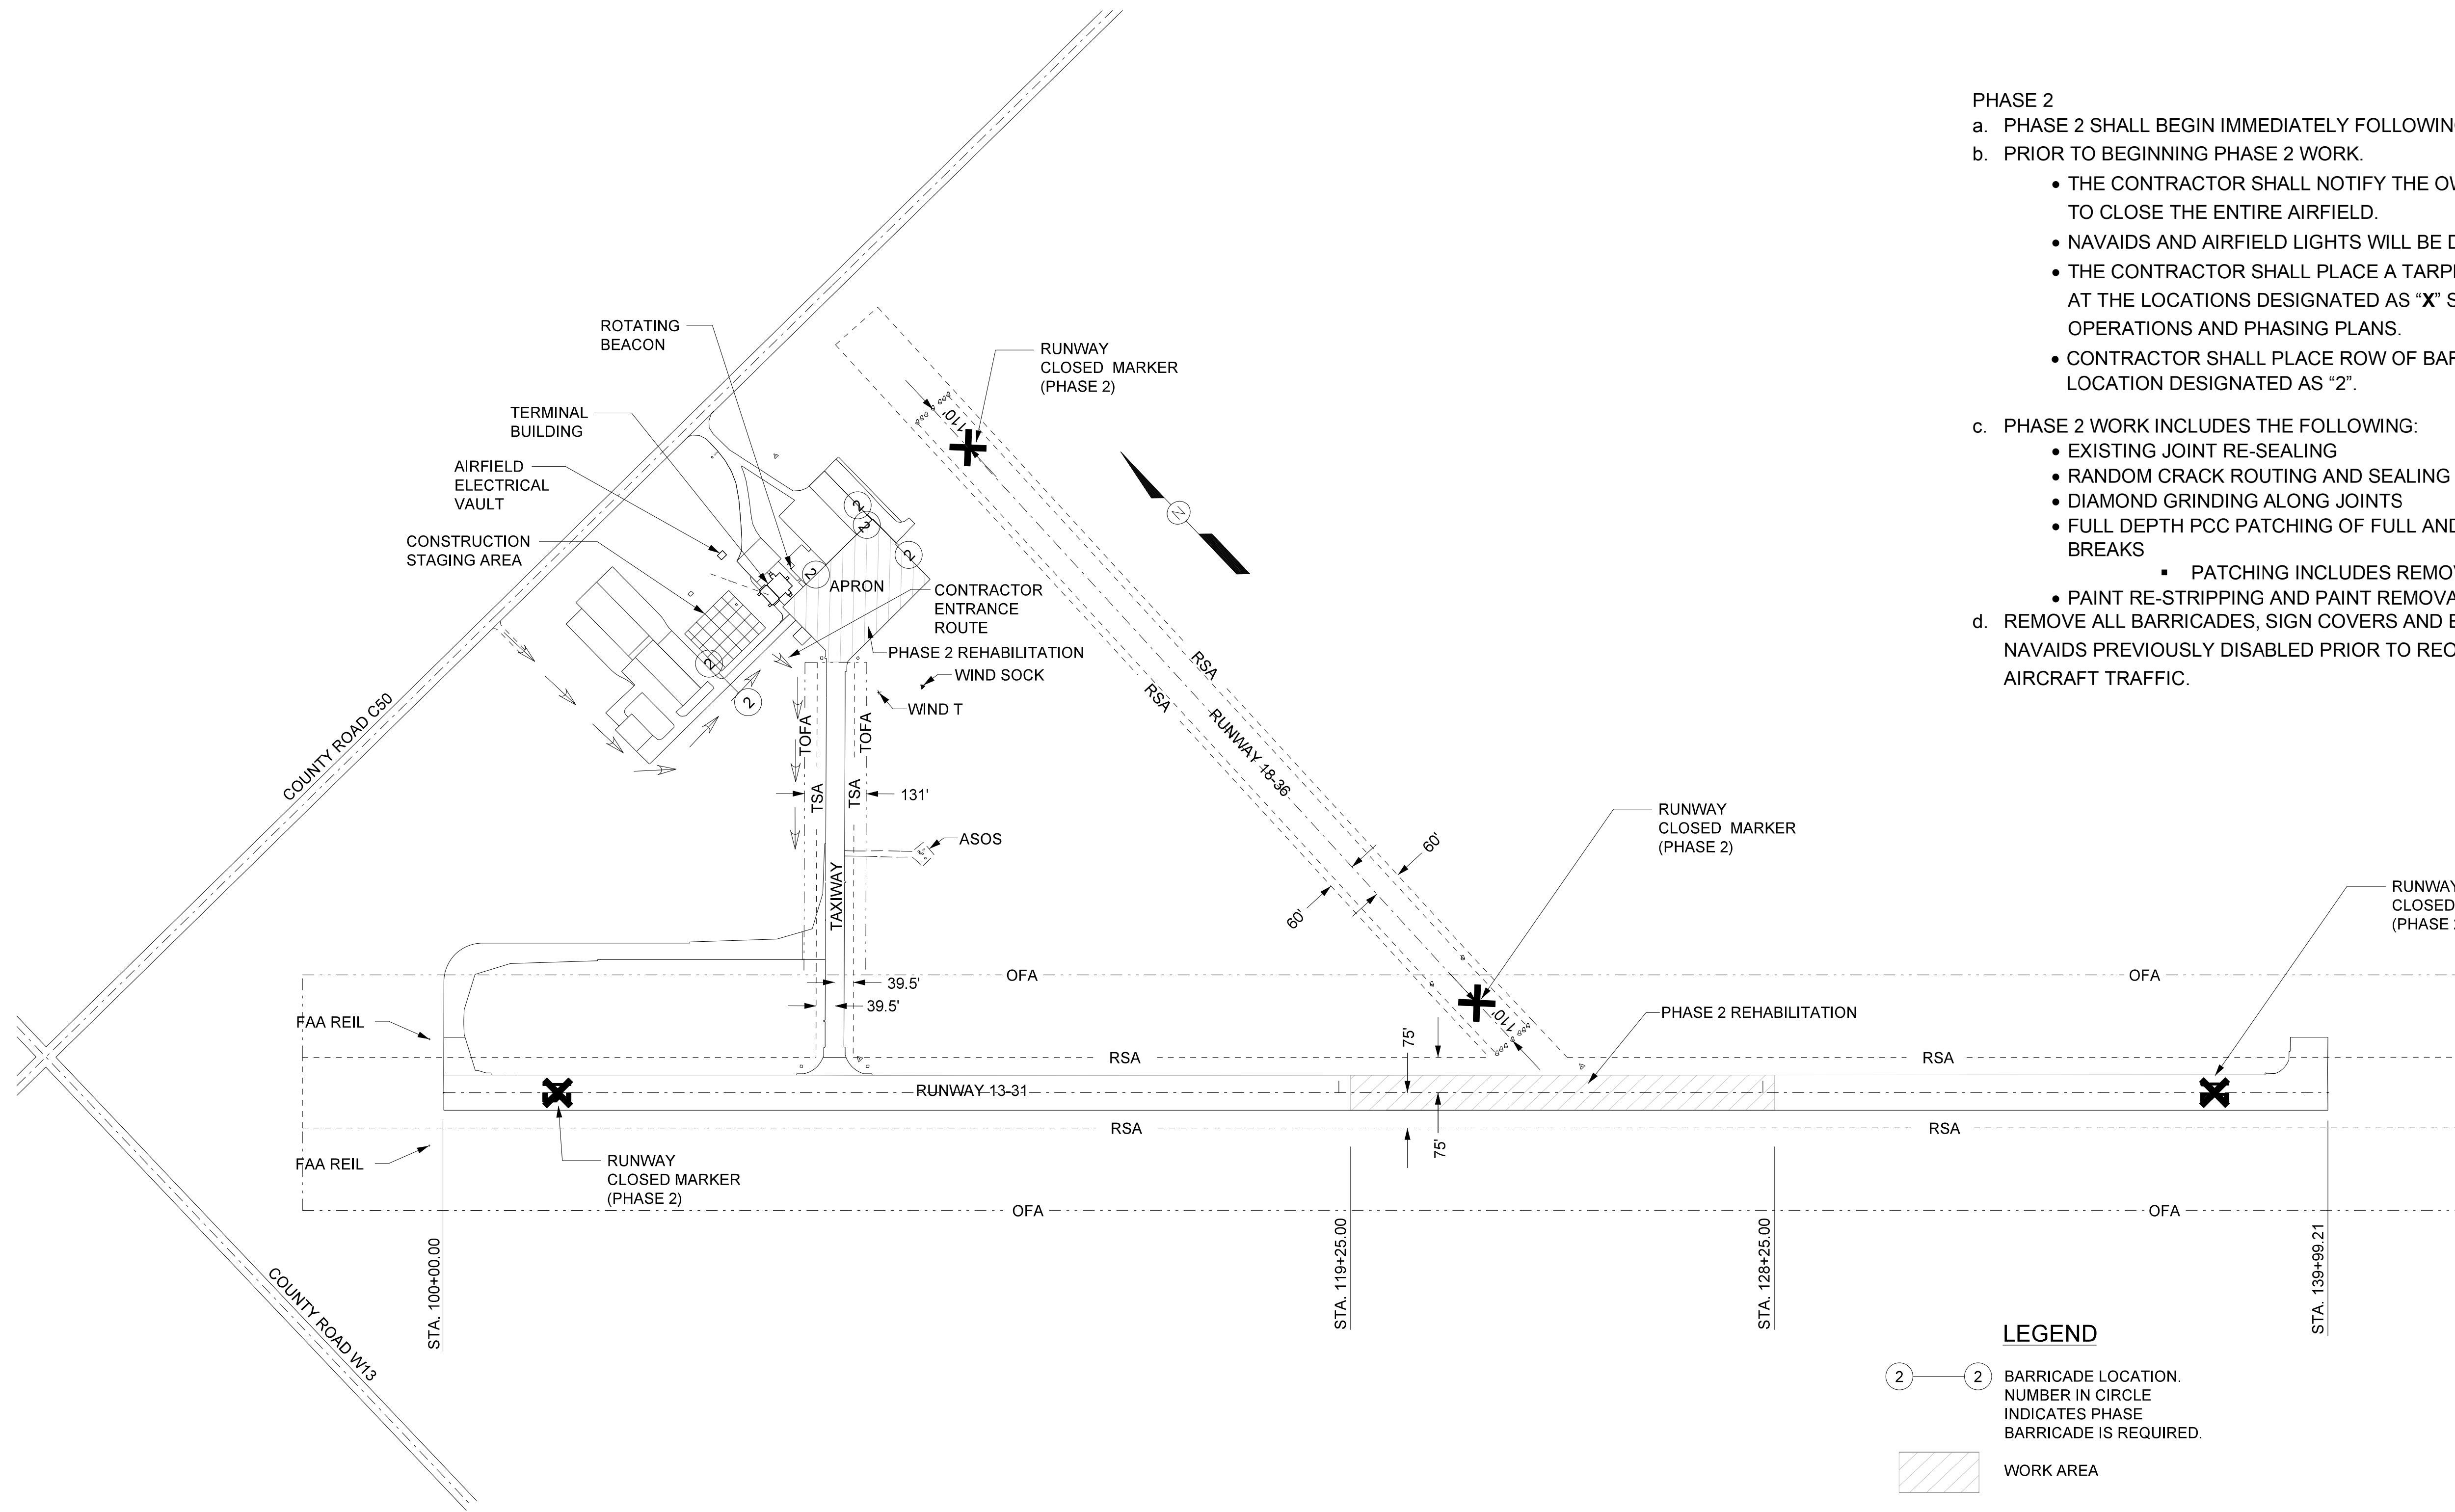 PHASE 2
a. PHASE 2 SHALL BEGIN IMMEDIATELY FOLLOWIN
b. PRIOR TO BEGINNING PHASE 2 WORK.
• THE CONTRACTOR SHALL NOTIFY THE OW
TO CLOSE THE ENTIRE AIRFIELD.
• NAVAIDS AND AIRFIELD LIGHTS WILL BE D
• THE CONTRACTOR SHALL PLACE A TARP
AT THE LOCATIONS DESIGNATED AS “X” S
OPERATIONS AND PHASING PLANS.
• CONTRACTOR SHALL PLACE ROW OF BAR
LOCATION DESIGNATED AS “2”.
c. PHASE 2 WORK INCLUDES THE FOLLOWING:
• EXISTING JOINT RE-SEALING
• RANDOM CRACK ROUTING AND SEALING
• DIAMOND GRINDING ALONG JOINTS
• FULL DEPTH PCC PATCHING OF FULL AND
BREAKS
▪ PATCHING INCLUDES REMOV
• PAINT RE-STRIPPING AND PAINT REMOVA
d. REMOVE ALL BARRICADES, SIGN COVERS AND E
NAVAIDS PREVIOUSLY DISABLED PRIOR TO REO
AIRCRAFT TRAFFIC.
ROTATING
BEACON
RUNWAY
CLOSED MARKER
(PHASE 2)
110'
TERMINAL
BUILDING
AIRFIELD
ELECTRICAL
VAULT
CONSTRUCTION
STAGING AREA
2
2
2
2
2
2
N
APRON
CONTRACTOR
ENTRANCE
ROUTE
PHASE 2 REHABILITATION
WIND SOCK
WIND T
RSA
RSA
RUNWAY 18-36
COUNTY ROAD C50
TOFA
TOFA
TSA
TSA
131'
ASOS
TAXIWAY
60'
60'
RUNWAY
CLOSED MARKER
(PHASE 2)
RUNWAY
CLOSED
(PHASE 2
OFA
OFA
39.5'
39.5'
110'
PHASE 2 REHABILITATION
FAA REIL
75'
RSA
RSA
RUNWAY 13-31
RSA
RSA
75'
FAA REIL
RUNWAY
CLOSED MARKER
(PHASE 2)
OFA
OFA
STA. 100+00.00
STA. 119+25.00
STA. 128+25.00
STA. 139+99.21
COUNTY ROAD W13
LEGEND
2 2 BARRICADE LOCATION.
NUMBER IN CIRCLE
INDICATES PHASE
BARRICADE IS REQUIRED.
WORK AREA